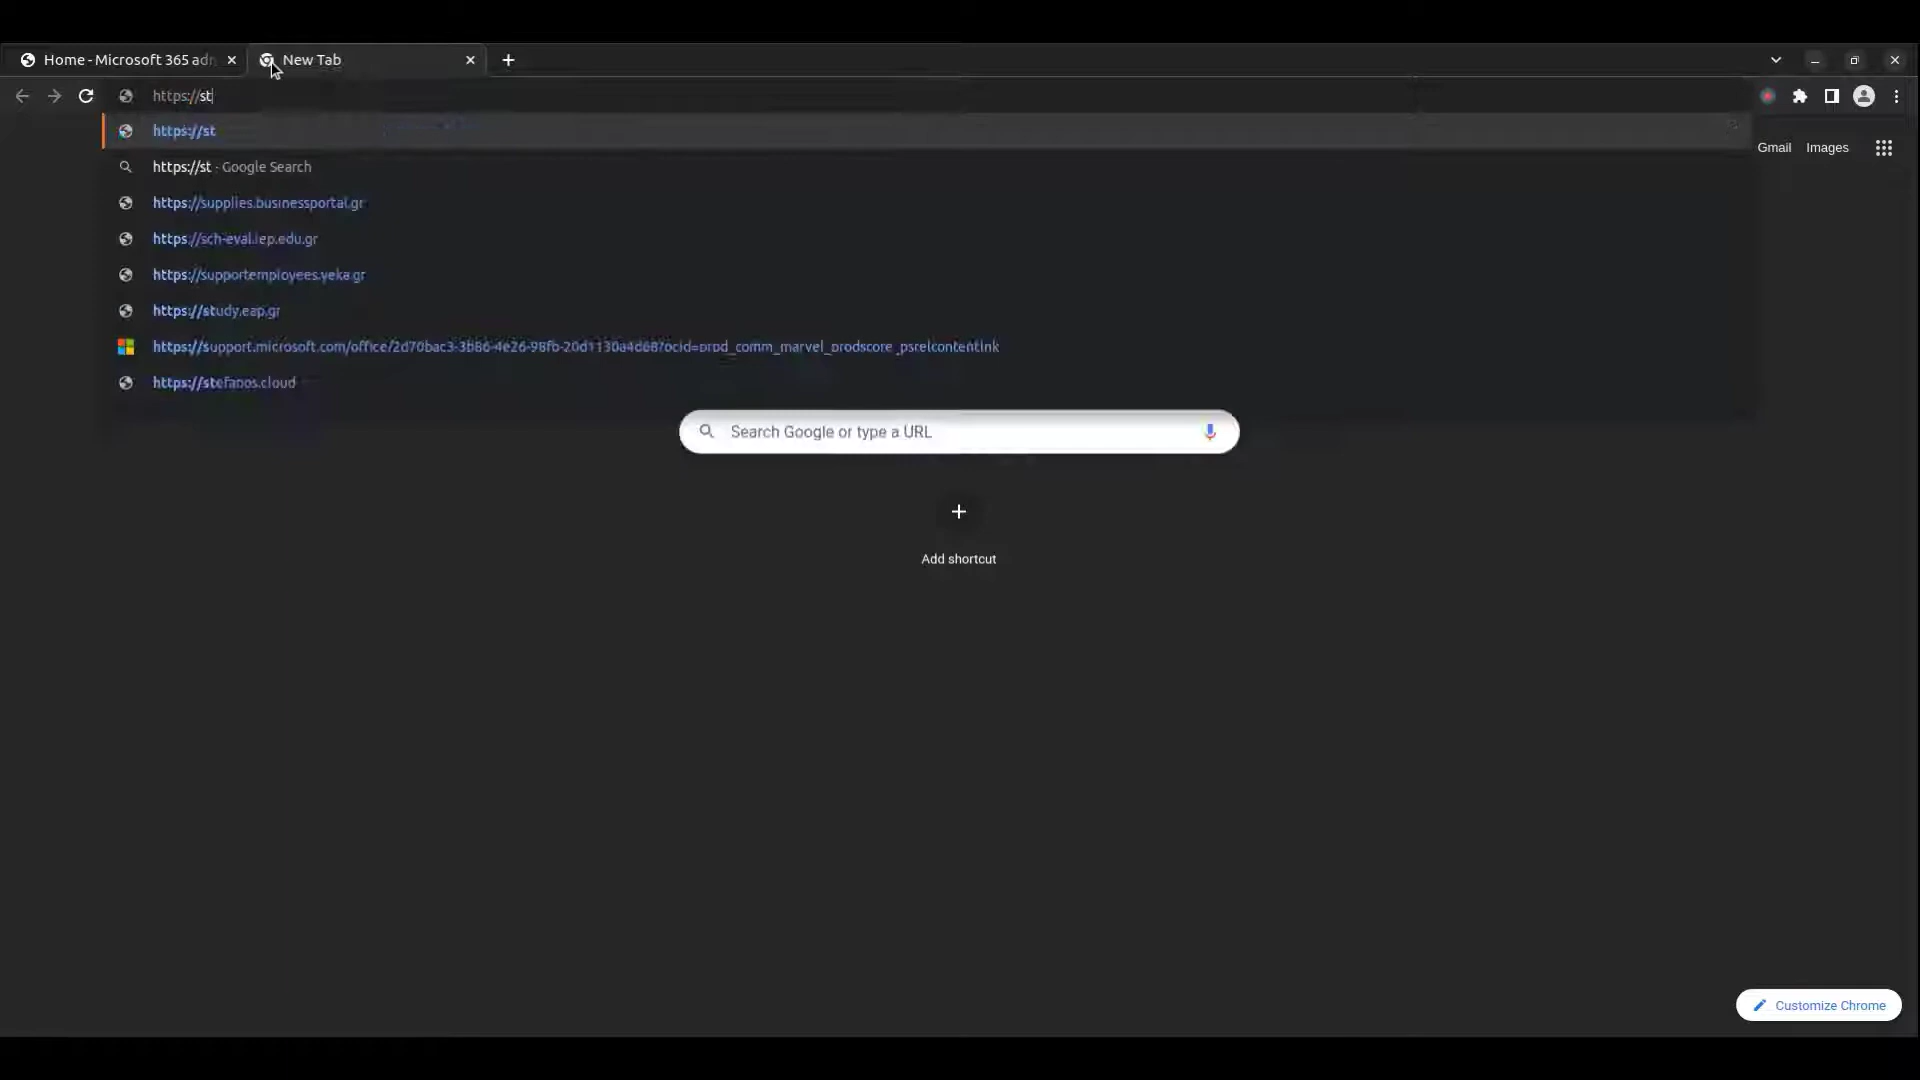 Home - Microsoft 365 adr
New Tab
https://st
https://st
https://st - Google Search
https://supplies.businessportal.gr
https://sch-eval.iep.edu.gr
https://supportemployees.yeka.gr
https://study.eap.gr
https://support.microsoft.com/office/2d70bac3-3b86-4e26-98fb-20d1130a4d68?ocid=prod_comm_marvel_prodscore_psrelcontentlnk
https://stefanos.cloud
Gmail Images
Search Google or type a URL
Add shortcut
Customize Chrome